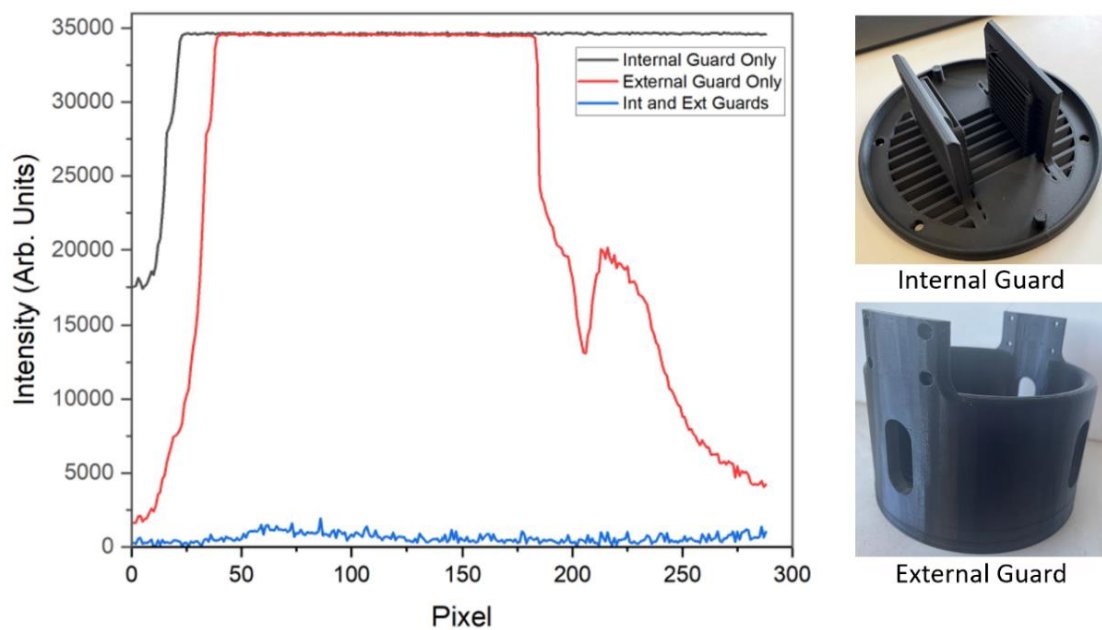 35000
30000
25000
20000
15000
10000
5000
0
Intensity (Arb. Units)
Internal Guard Only
External Guard Only
Int and Ext Guards
0 50 100 150 200 250 300
Pixel
Internal Guard
External Guard